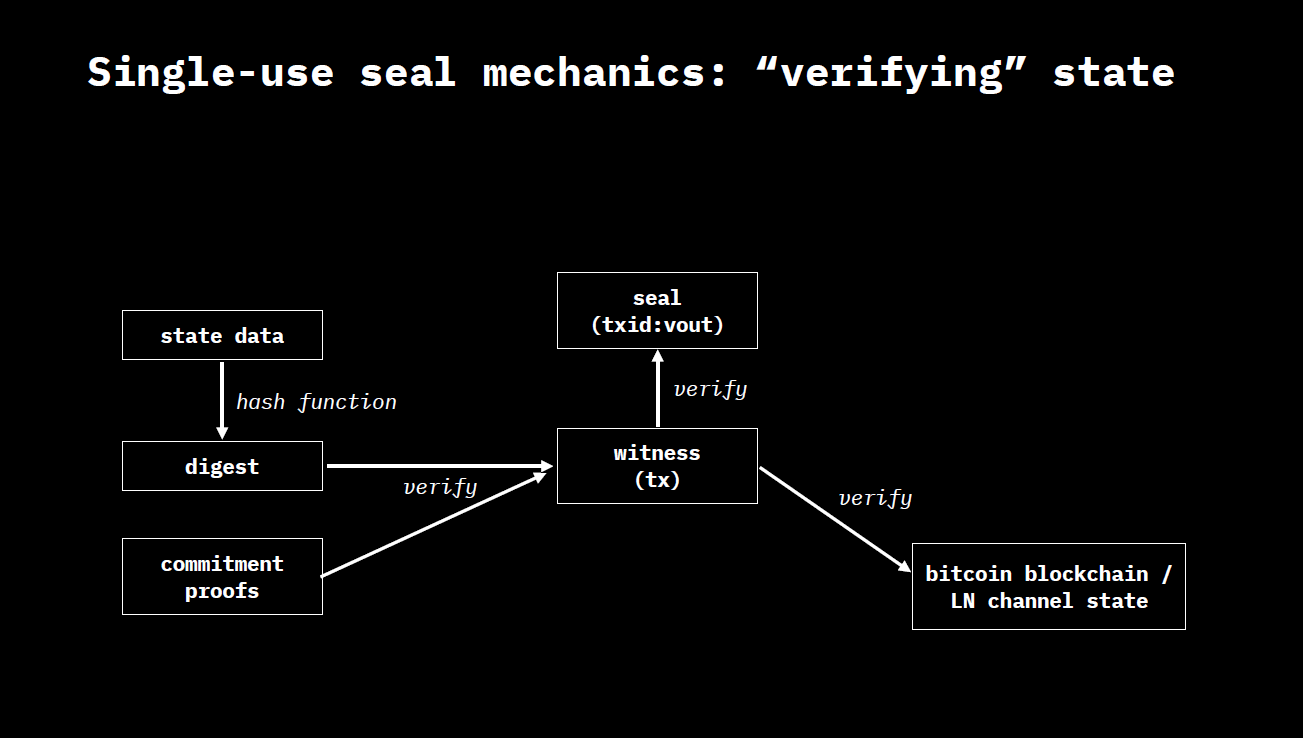 Single-use seal mechanics: “verifying” state
seal
(txid:vout)
state data
verify
hash function
witness
(tx)
digest
verify
verify
commitment
proofs
bitcoin blockchain /
LN channel state